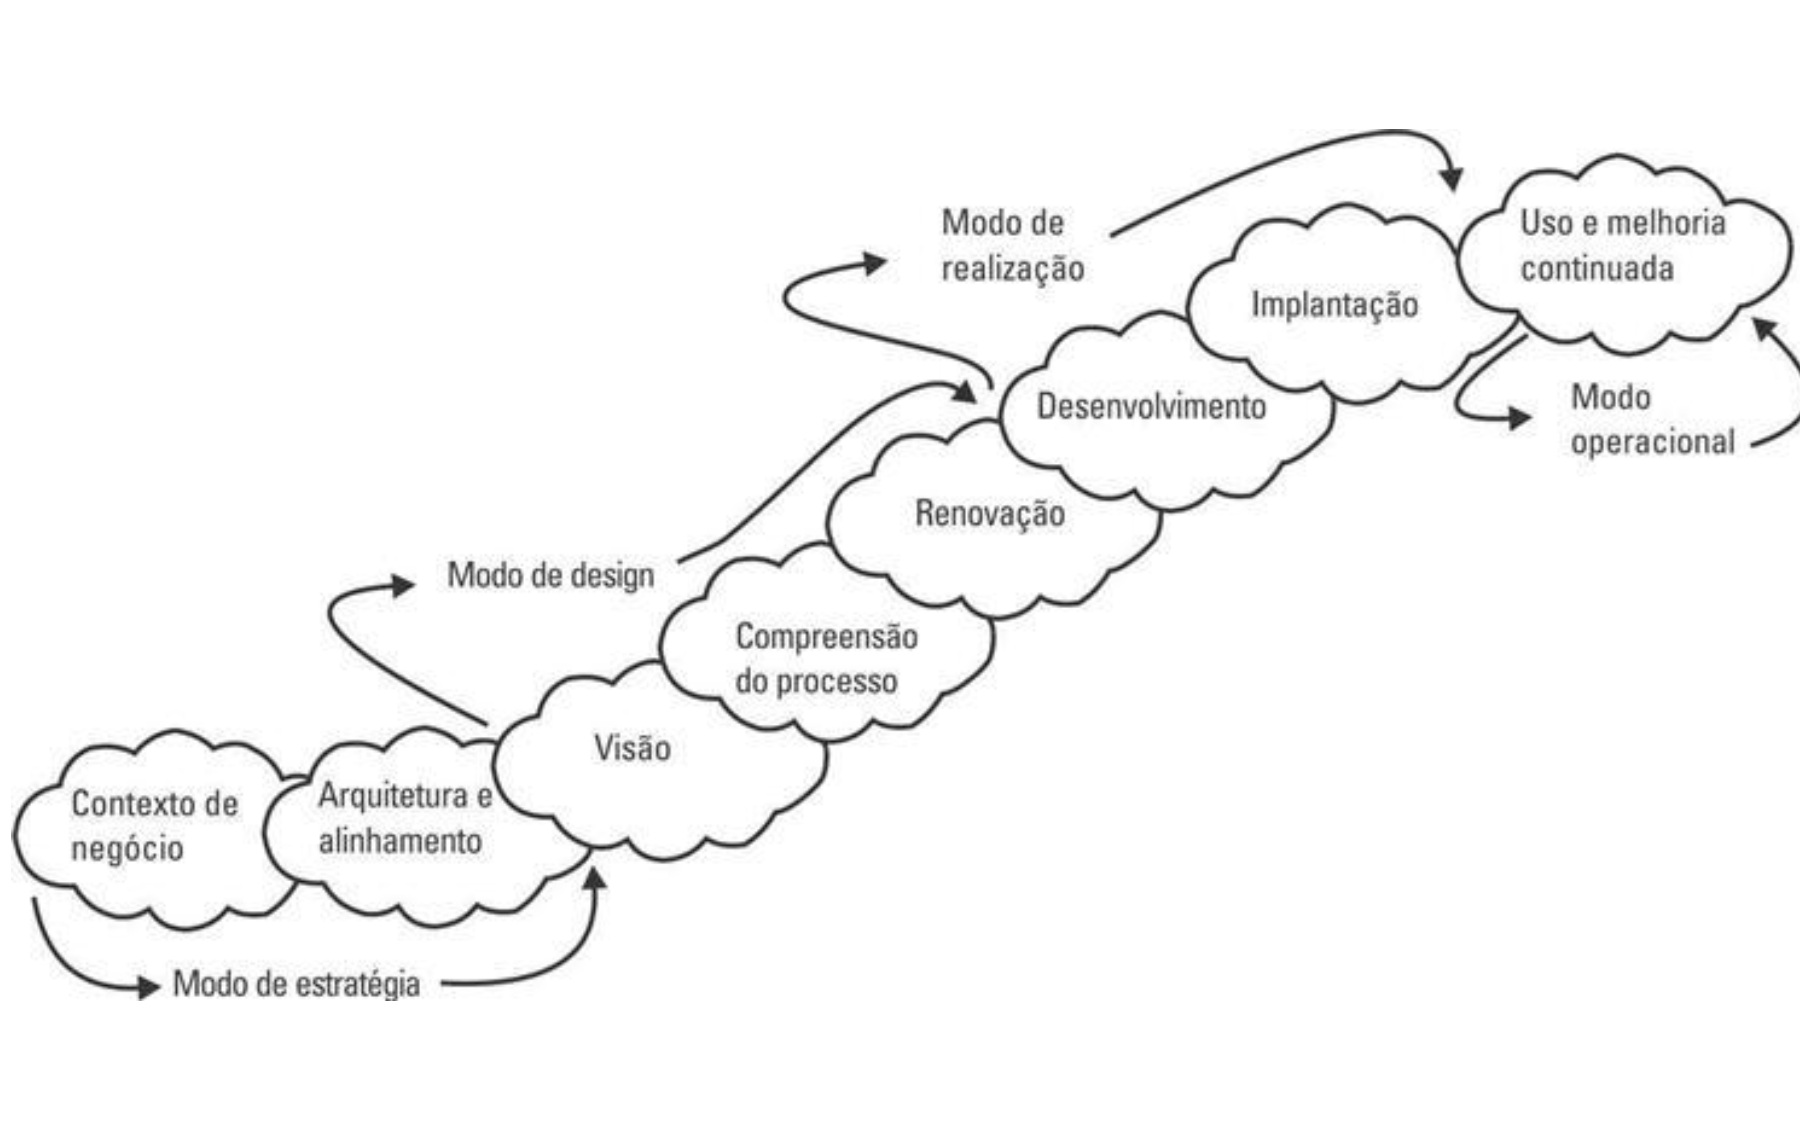 Modo de
realização
Uso e melhoria
continuada
Implantação
Modo
operacional
Desenvolvimento
Renovação
Modo de design
Compreensão
do processo
Visão
Contexto de
negócio
Arquitetura e
alinhamento
Modo de estratégia